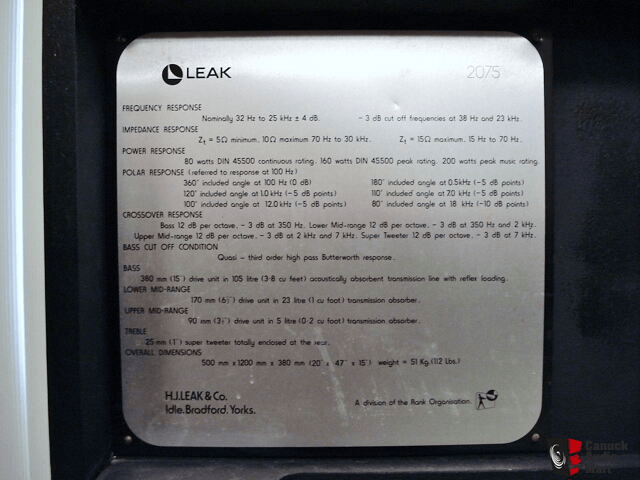 LEAK
2075
FREQUENCY RESPONSE
Nominally 32 Hz to 25 kHz ± 4 dB. - 3 dB cut off frequencies at 38 Hz and 23 kHz.
IMPEDANCE RESPONSE
Zt = 5Ω minimum, 10Ω maximum 70 Hz to 30 kHz. Zt = 15Ω maximum, 15 Hz to 70 Hz.
POWER RESPONSE
80 watts DIN 45500 continuous rating. 160 watts DIN 45500 peak rating. 200 watts peak music rating.
POLAR RESPONSE (referred to response at 100 Hz)
360° included angle at 100 Hz (0 dB) 180° included angle at 0.5kHz (-5 dB points)
120° included angle at 1.0kHz (-5 dB points) 110° included angle at 7.0 kHz (-5 dB points)
100° included angle at 12.0kHz (-5 dB points) 80° included angle at 18 kHz (-10 dB points)
CROSSOVER RESPONSE
Bass 12 dB per octave, - 3 dB at 350 Hz. Lower Mid-range 12 dB per octave, - 3 dB at 350 Hz and 2 kHz.
Upper Mid-range 12 dB per octave, - 3 dB at 2 kHz and 7 kHz. Super Tweeter 12 dB per octave, - 3 dB at 7 kHz.
BASS CUT OFF CONDITION
Quasi - third order high pass Butterworth response.
BASS
380 mm (15") drive unit in 105 litre (3·8 cu feet) acoustically absorbent transmission line with reflex loading.
LOWER MID-RANGE
170 mm (6½") drive unit in 23 litre (1 cu foot) transmission absorber.
UPPER MID-RANGE
90 mm (3½") drive unit in 5 litre (0·2 cu foot) transmission absorber.
TREBLE
25 mm (1") super tweeter totally enclosed at the rear.
OVERALL DIMENSIONS
500 mm x 1200 mm x 380 mm (20" x 47" x 15") weight = 51 Kg. (112 Lbs.)
H.J. LEAK & Co.
Idle, Bradford, Yorks.
A division of the Rank Organisation.
Canuck
Audio
Mart